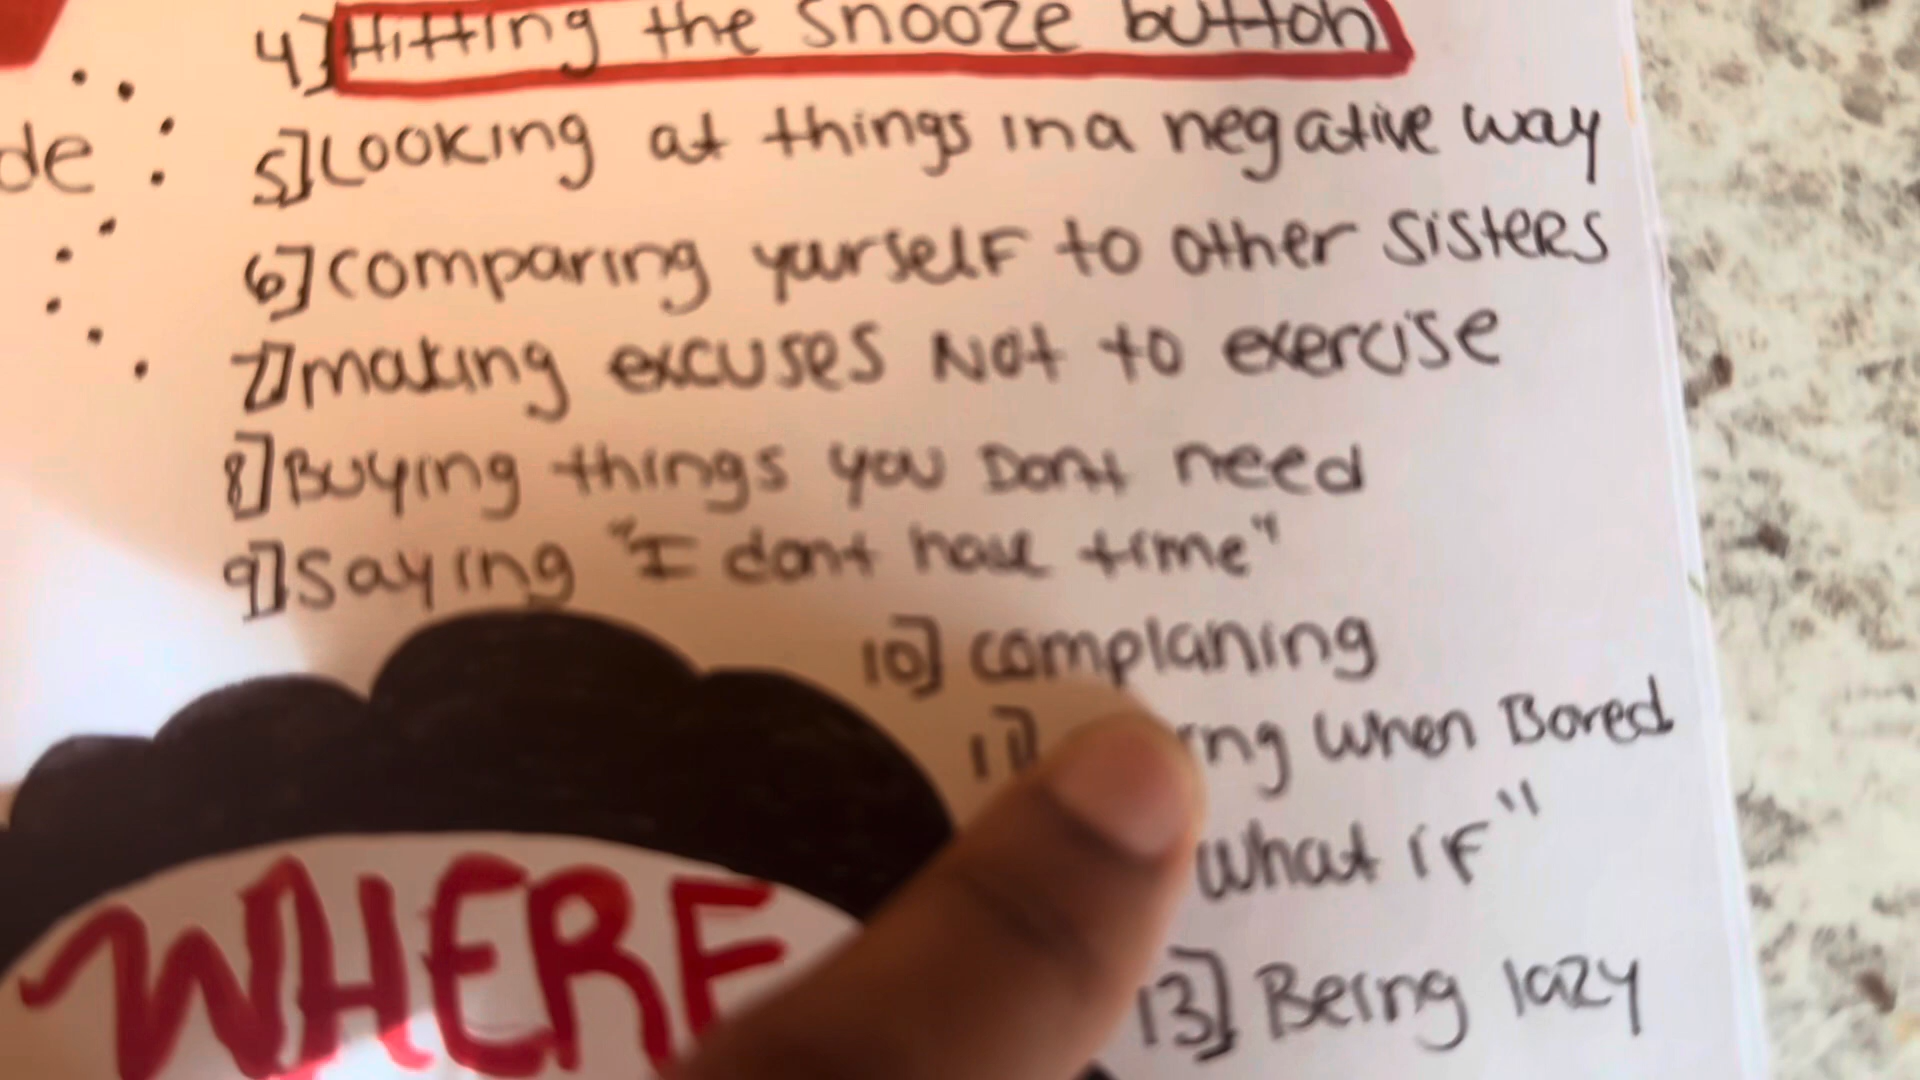 4] Hitting the snooze button
de
5] Looking at things in a negative way
6] comparing yourself to other sisters
7] making excuses Not to exercise
8] Buying things you Dont need
9] Saying "I dont have time"
10] complaning
11] when Bored
what if"
13] Being lazy
WHERE